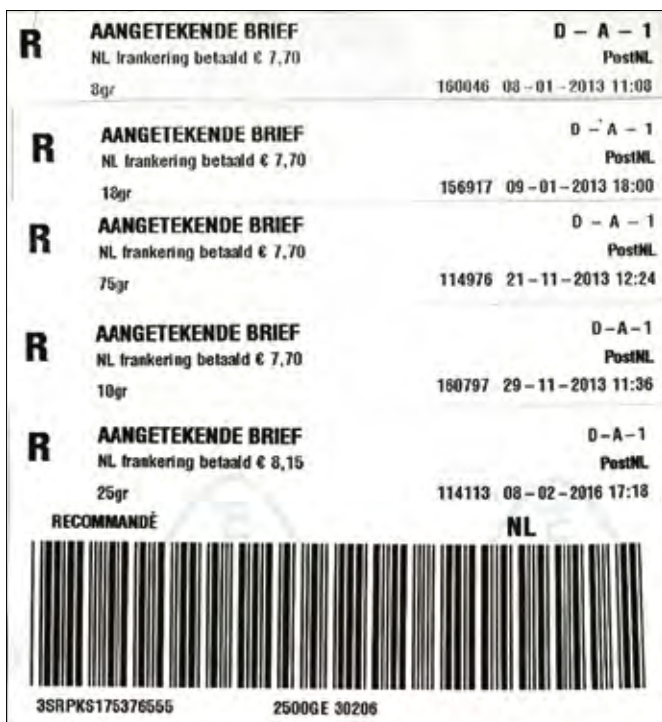 R AANGETEKENDE BRIEF D – A – 1
NL frankering betaald € 7,70 PostNL
8gr 160046 08–01–2013 11:08
R AANGETEKENDE BRIEF D – A – 1
NL frankering betaald € 7,70 PostNL
18gr 156917 09–01–2013 18:00
R AANGETEKENDE BRIEF D – A – 1
NL frankering betaald € 7,70 PostNL
75gr 114976 21–11–2013 12:24
R AANGETEKENDE BRIEF D–A–1
NL frankering betaald € 7,70 PostNL
10gr 160797 29–11–2013 11:36
R AANGETEKENDE BRIEF D–A–1
NL frankering betaald € 8,15 PostNL
25gr 114113 08–02–2016 17:18
RECOMMANDÉ NL
3SRPKS175376555 2500GE 30206